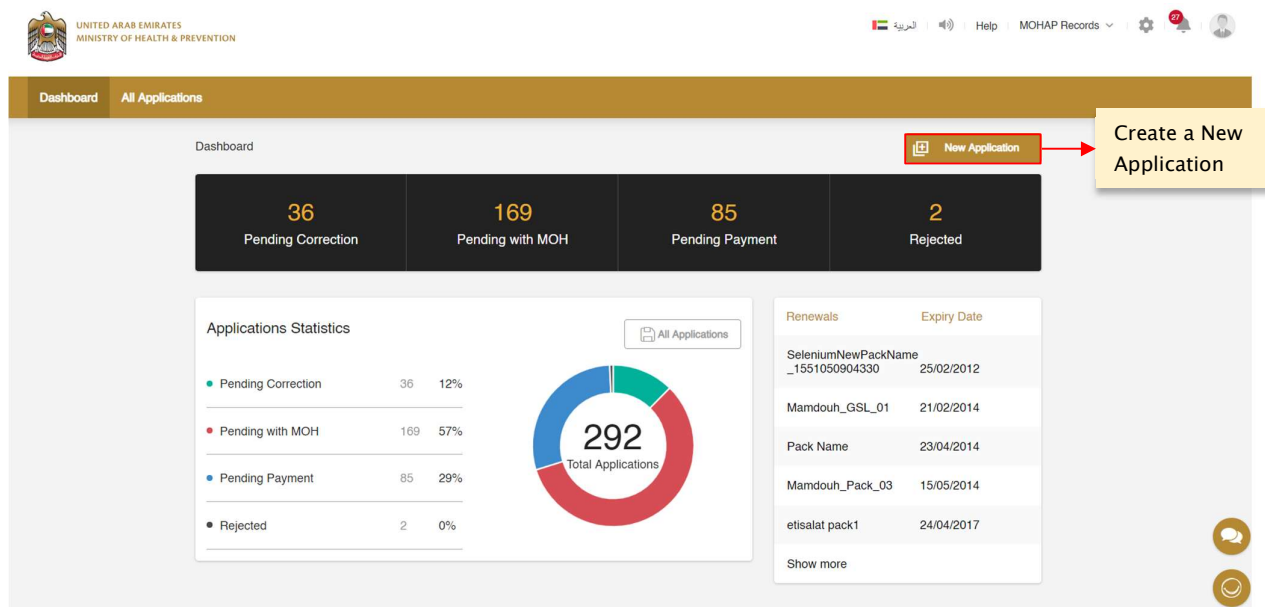 UNITED ARAB EMIRATES
MINISTRY OF HEALTH & PREVENTION
العربية
Help
MOHAP Records
27
Dashboard
All Applications
Dashboard
New Application
Create a New
Application
36
Pending Correction
169
Pending with MOH
85
Pending Payment
2
Rejected
Applications Statistics
All Applications
Pending Correction 36 12%
Pending with MOH 169 57%
Pending Payment 85 29%
Rejected 2 0%
292
Total Applications
Renewals Expiry Date
SeleniumNewPackName
_1551050904330 25/02/2012
Mamdouh_GSL_01 21/02/2014
Pack Name 23/04/2014
Mamdouh_Pack_03 15/05/2014
etisalat pack1 24/04/2017
Show more